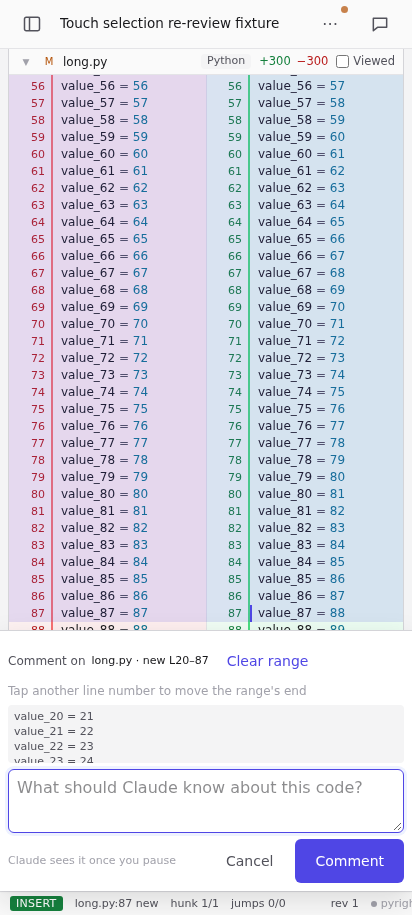 Touch selection re-review fixture ...
▼ M long.py Python +300 −300 Viewed
56 value_56 = 56 56 value_56 = 57
57 value_57 = 57 57 value_57 = 58
58 value_58 = 58 58 value_58 = 59
59 value_59 = 59 59 value_59 = 60
60 value_60 = 60 60 value_60 = 61
61 value_61 = 61 61 value_61 = 62
62 value_62 = 62 62 value_62 = 63
63 value_63 = 63 63 value_63 = 64
64 value_64 = 64 64 value_64 = 65
65 value_65 = 65 65 value_65 = 66
66 value_66 = 66 66 value_66 = 67
67 value_67 = 67 67 value_67 = 68
68 value_68 = 68 68 value_68 = 69
69 value_69 = 69 69 value_69 = 70
70 value_70 = 70 70 value_70 = 71
71 value_71 = 71 71 value_71 = 72
72 value_72 = 72 72 value_72 = 73
73 value_73 = 73 73 value_73 = 74
74 value_74 = 74 74 value_74 = 75
75 value_75 = 75 75 value_75 = 76
76 value_76 = 76 76 value_76 = 77
77 value_77 = 77 77 value_77 = 78
78 value_78 = 78 78 value_78 = 79
79 value_79 = 79 79 value_79 = 80
80 value_80 = 80 80 value_80 = 81
81 value_81 = 81 81 value_81 = 82
82 value_82 = 82 82 value_82 = 83
83 value_83 = 83 83 value_83 = 84
84 value_84 = 84 84 value_84 = 85
85 value_85 = 85 85 value_85 = 86
86 value_86 = 86 86 value_86 = 87
87 value_87 = 87 87 value_87 = 88
88 value_88 = 88 88 value_88 = 89
Comment on long.py · new L20–87 Clear range
Tap another line number to move the range's end
value_20 = 21
value_21 = 22
value_22 = 23
value_23 = 24
What should Claude know about this code?
Claude sees it once you pause Cancel Comment
INSERT long.py:87 new hunk 1/1 jumps 0/0 rev 1